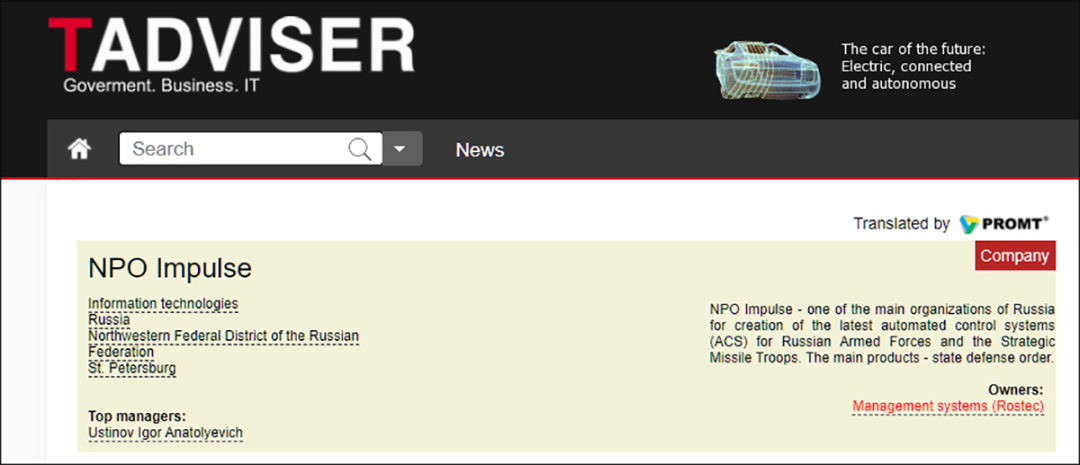 TADVISER
Goverment. Business. IT
The car of the future:
Electric, connected
and autonomous
Search
News
Translated by PROMT®
Company
NPO Impulse
Information technologies
Russia
Northwestern Federal District of the Russian
Federation
St. Petersburg
Top managers:
Ustinov Igor Anatolyevich
NPO Impulse - one of the main organizations of Russia
for creation of the latest automated control systems
(ACS) for Russian Armed Forces and the Strategic
Missile Troops. The main products - state defense order.
Owners:
Management systems (Rostec)